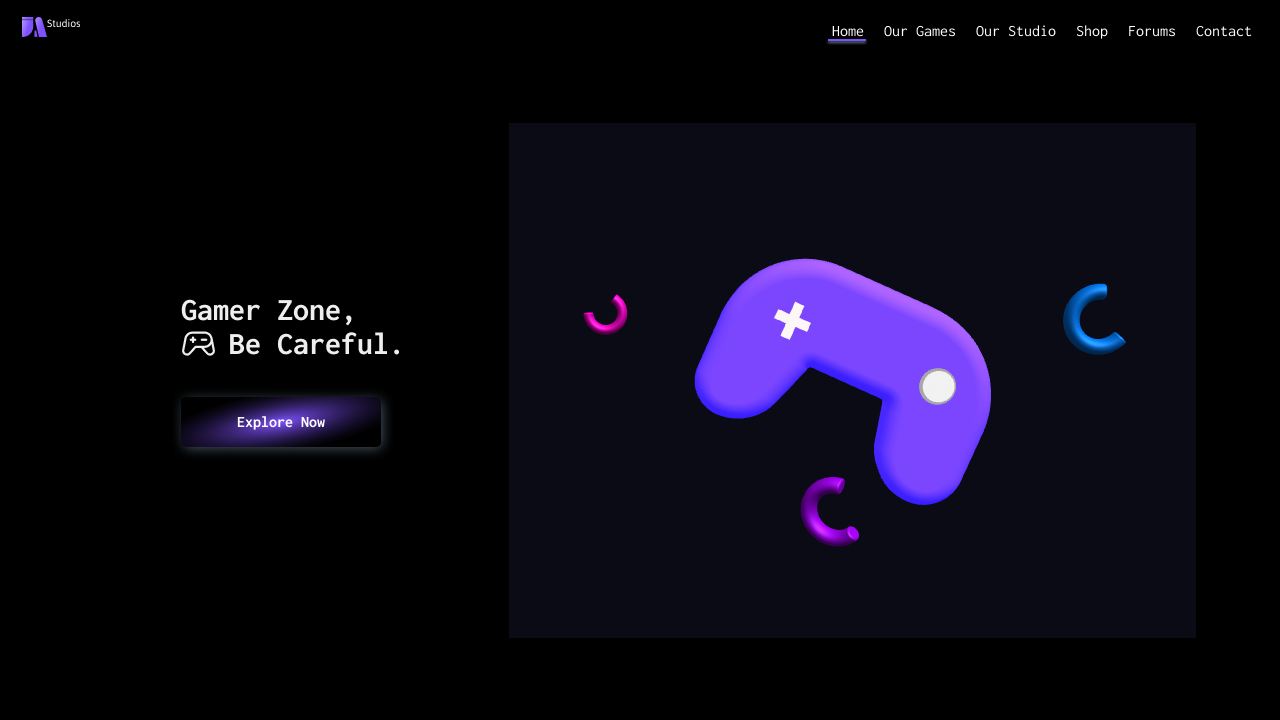 Studios
Home Our Games Our Studio Shop Forums Contact
Gamer Zone,
Be Careful.
Explore Now